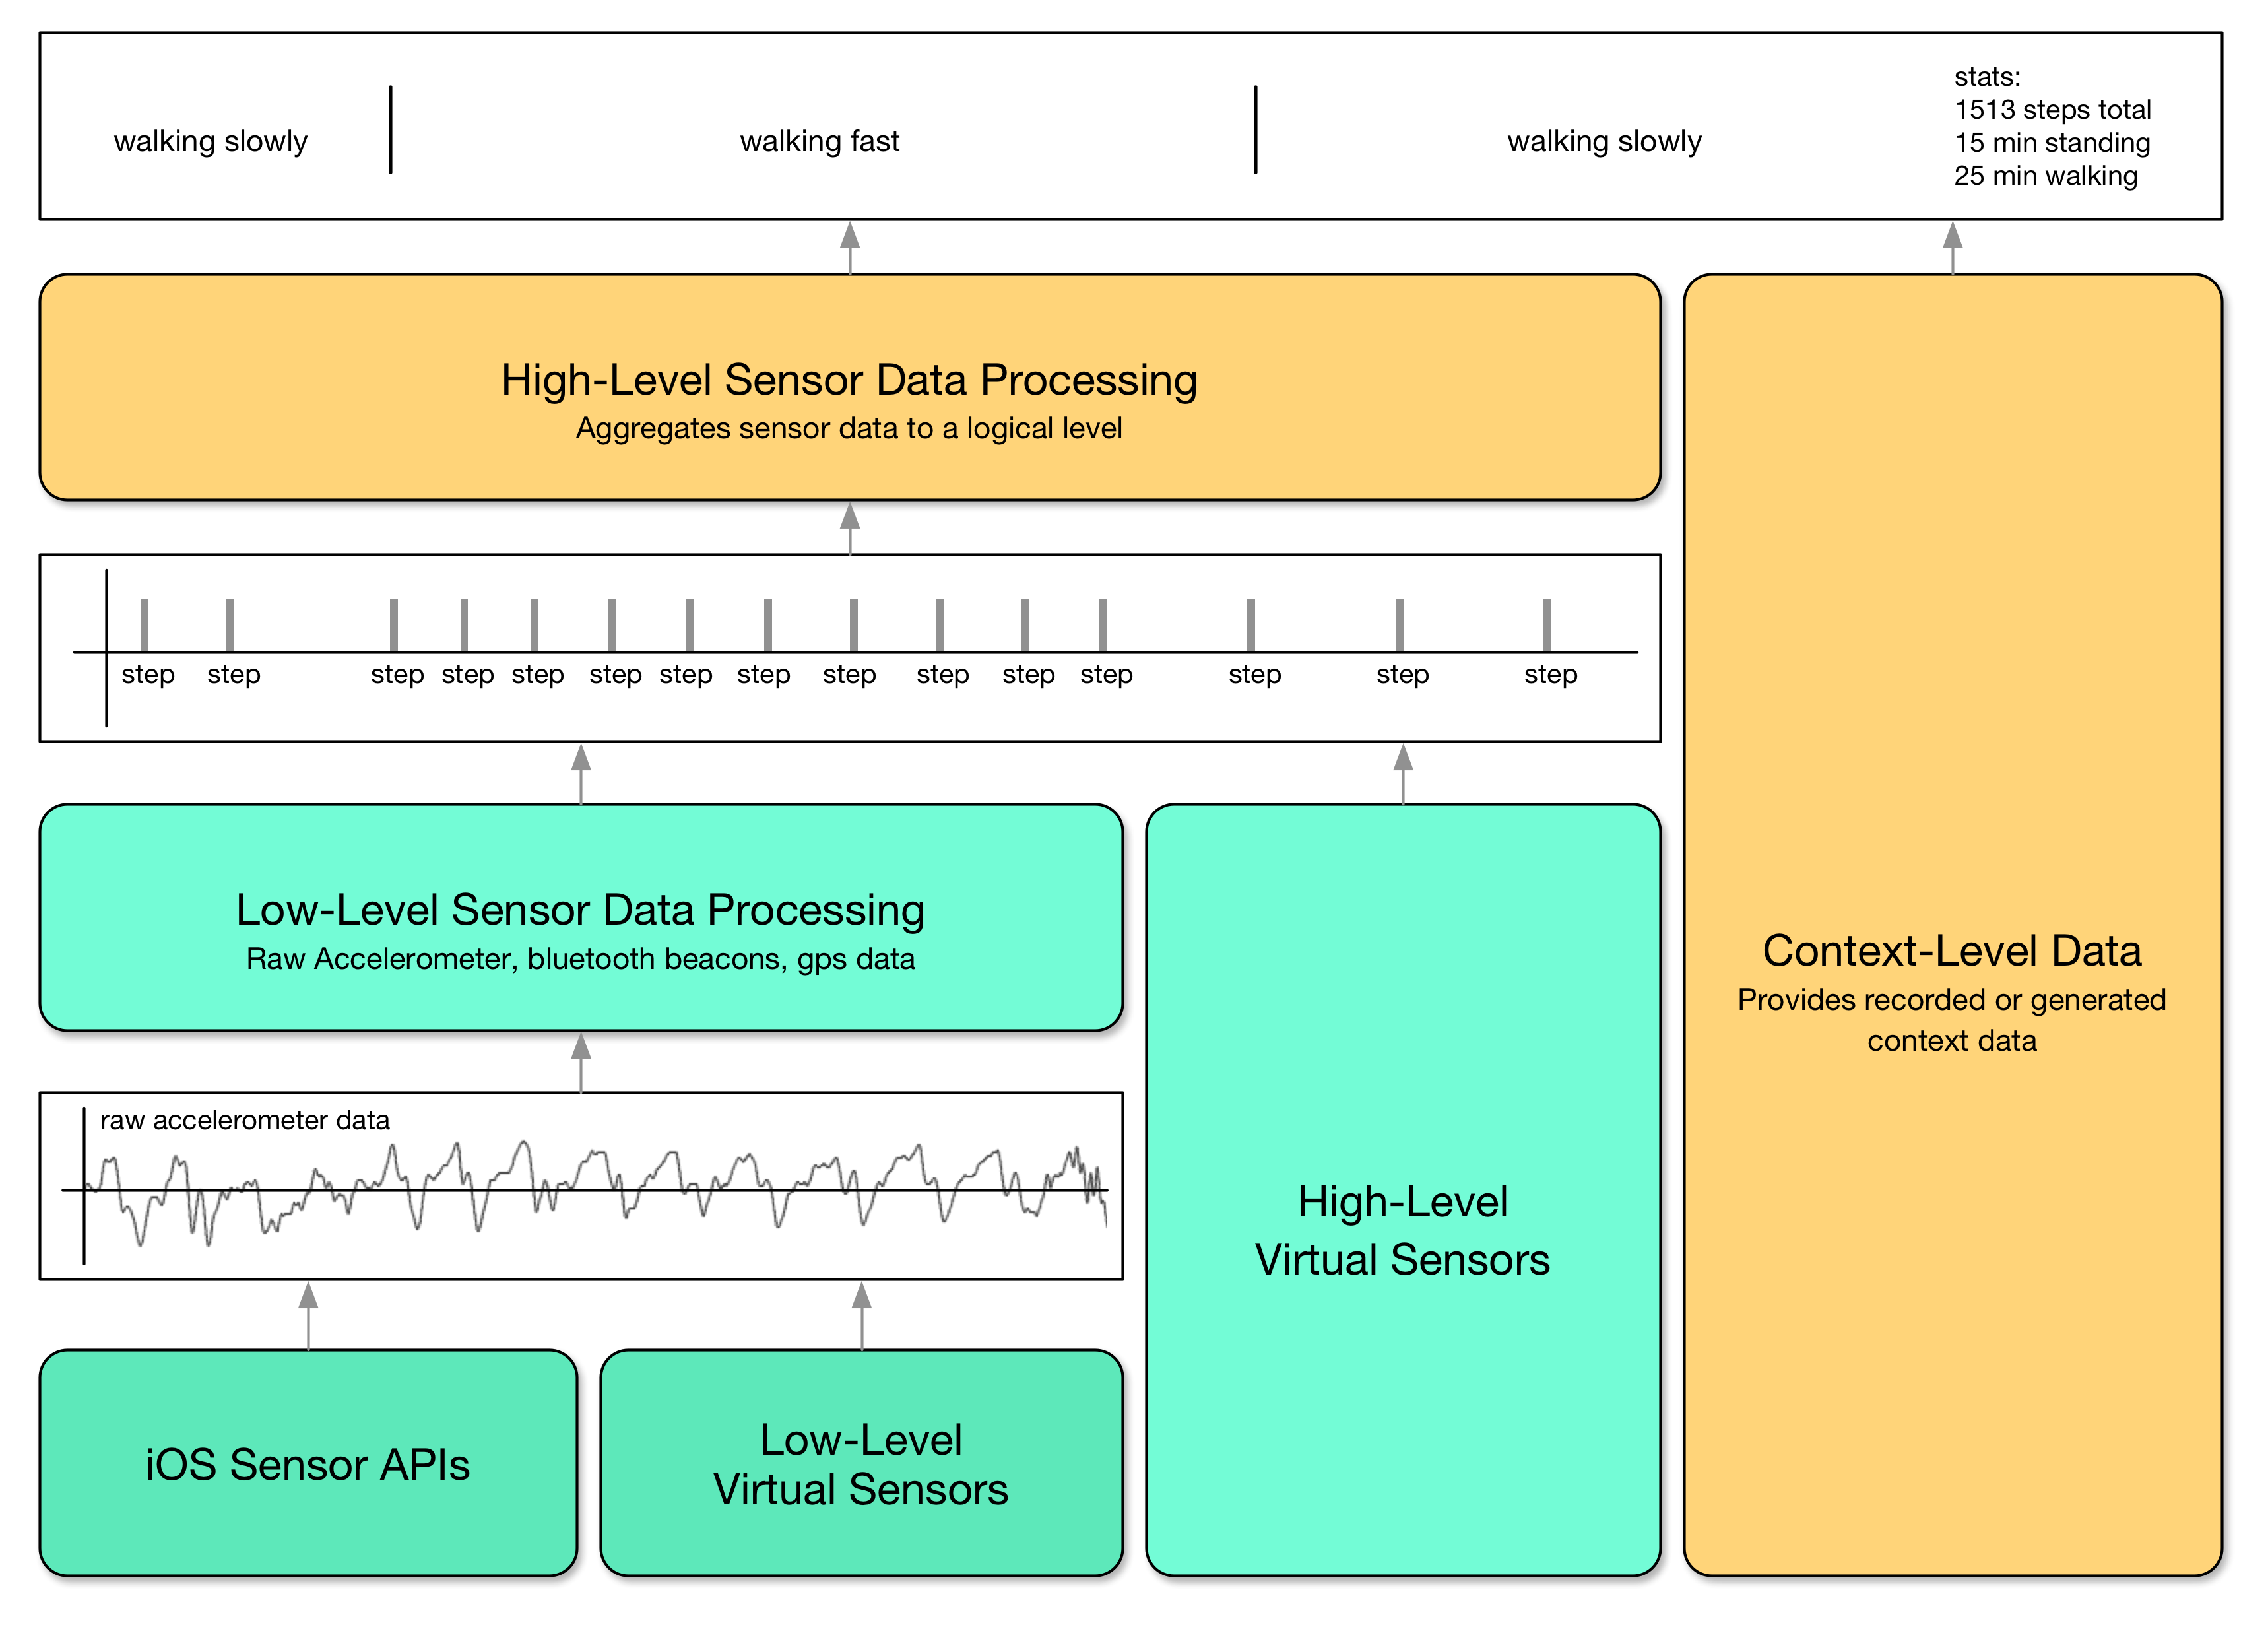 walking slowly
walking fast
walking slowly
stats:
1513 steps total
15 min standing
25 min walking
High-Level Sensor Data Processing
Aggregates sensor data to a logical level
step step step step step step step step step step step step step step step
Low-Level Sensor Data Processing
Raw Accelerometer, bluetooth beacons, gps data
Context-Level Data
Provides recorded or generated
context data
raw accelerometer data
High-Level
Virtual Sensors
iOS Sensor APIs
Low-Level
Virtual Sensors